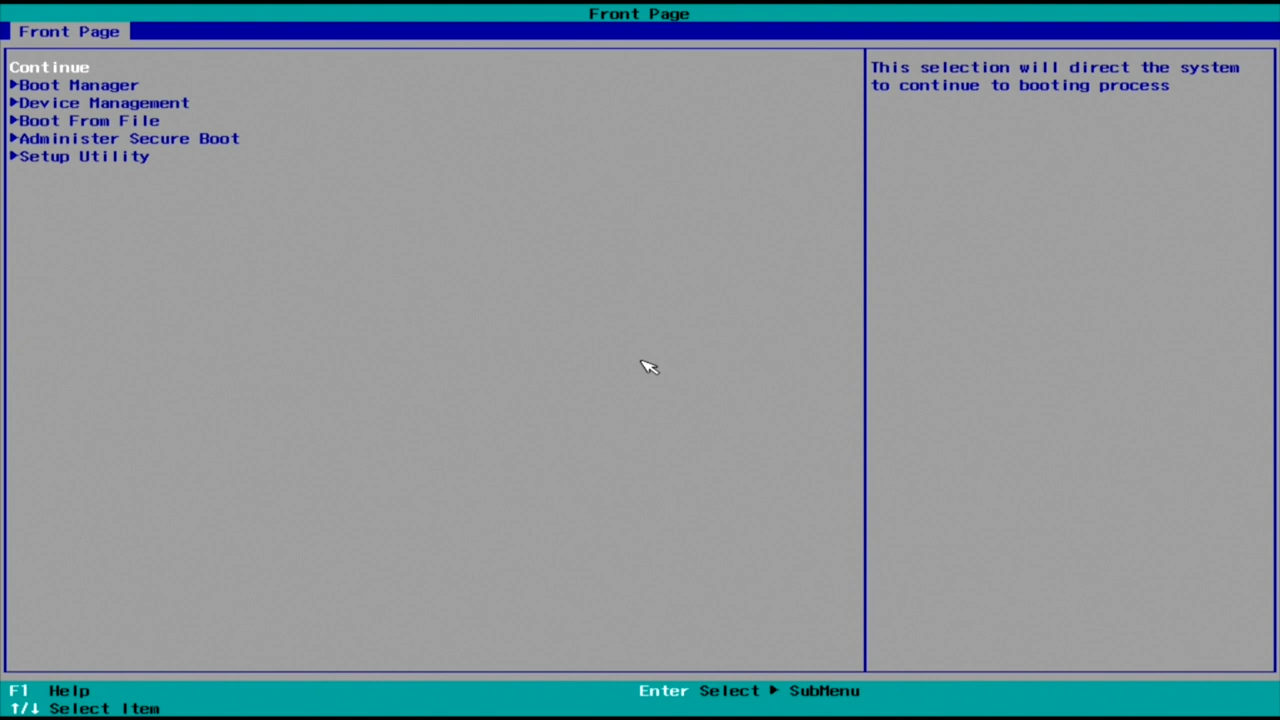 Front Page
Front Page
Continue
▶Boot Manager
▶Device Management
▶Boot From File
▶Administer Secure Boot
▶Setup Utility
This selection will direct the system
to continue to booting process
F1 Help
Enter Select ▶ SubMenu
↑/↓ Select Item